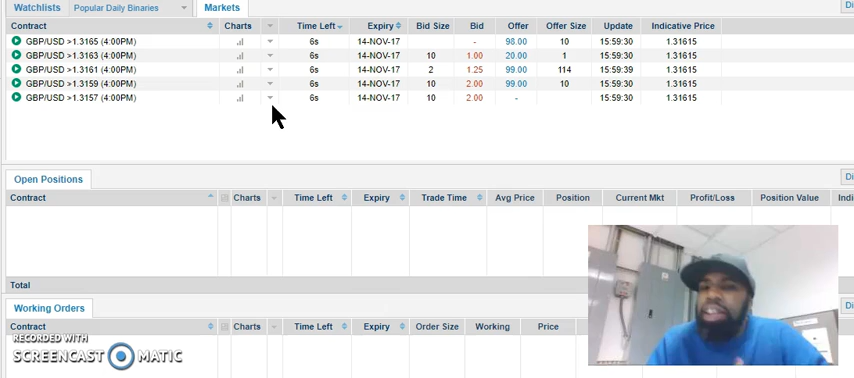 Watchlists Popular Daily Binaries Markets Di
Contract Charts Time Left Expiry Bid Size Bid Offer Offer Size Update Indicative Price
GBP/USD >1.3165 (4:00PM) 6s 14-NOV-17 - 98.00 10 15:59:30 1.31615
GBP/USD >1.3163 (4:00PM) 6s 14-NOV-17 10 1.00 20.00 1 15:59:30 1.31615
GBP/USD >1.3161 (4:00PM) 6s 14-NOV-17 2 1.25 99.00 114 15:59:39 1.31615
GBP/USD >1.3159 (4:00PM) 6s 14-NOV-17 10 2.00 99.00 10 15:59:30 1.31615
GBP/USD >1.3157 (4:00PM) 6s 14-NOV-17 10 2.00 - 15:59:30 1.31615
Open Positions Di
Contract Charts Time Left Expiry Trade Time Avg Price Position Current Mkt Profit/Loss Position Value Indi
Total
Working Orders Di
Contract Charts Time Left Expiry Order Size Working Price
RECORDED WITH
SCREENCAST MATIC